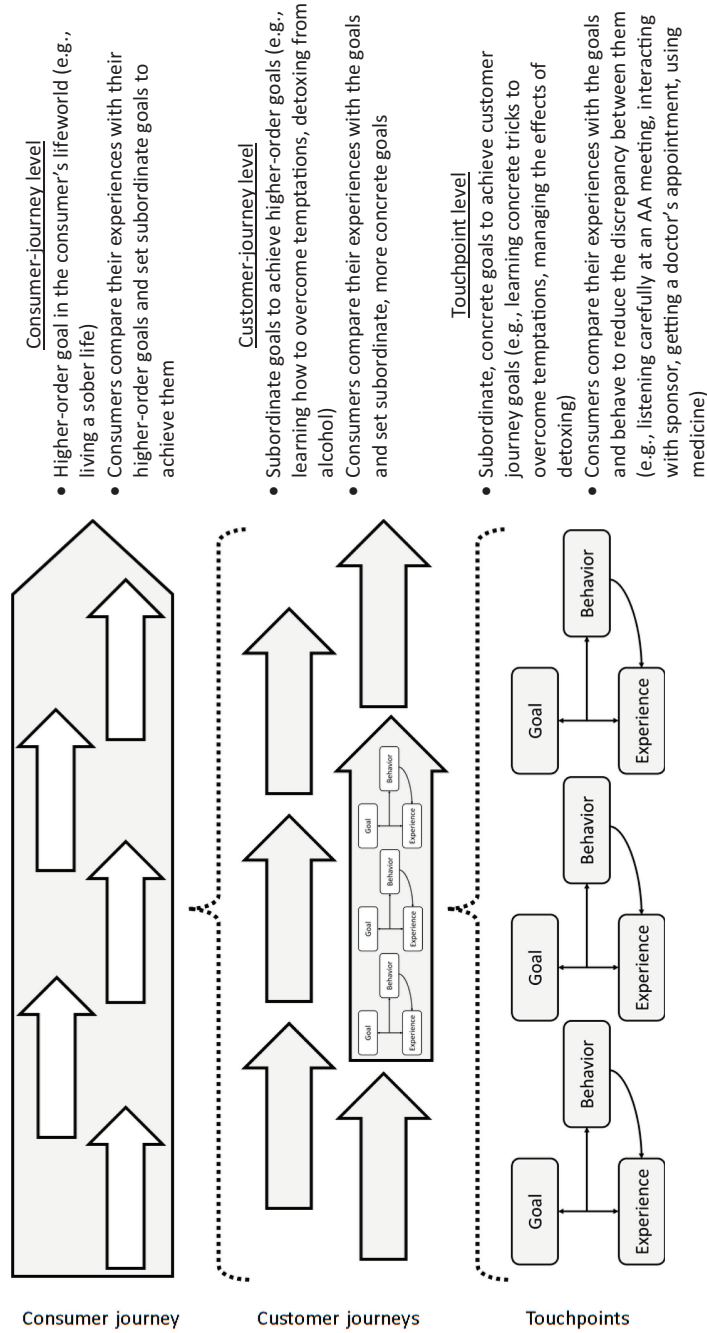 Consumer journey
Consumer-journey level
• Higher-order goal in the consumer's lifeworld (e.g.,
living a sober life)
• Consumers compare their experiences with their
higher-order goals and set subordinate goals to
achieve them
Customer journeys
Goal
Behavior
Experience
Goal
Behavior
Experience
Goal
Behavior
Experience
Customer-journey level
• Subordinate goals to achieve higher-order goals (e.g.,
learning how to overcome temptations, detoxing from
alcohol)
• Consumers compare their experiences with the goals
and set subordinate, more concrete goals
Touchpoints
Goal
Behavior
Experience
Goal
Behavior
Experience
Goal
Behavior
Experience
Touchpoint level
• Subordinate, concrete goals to achieve customer
journey goals (e.g., learning concrete tricks to
overcome temptations, managing the effects of
detoxing)
• Consumers compare their experiences with the goals
and behave to reduce the discrepancy between them
(e.g., listening carefully at an AA meeting, interacting
with sponsor, getting a doctor's appointment, using
medicine)